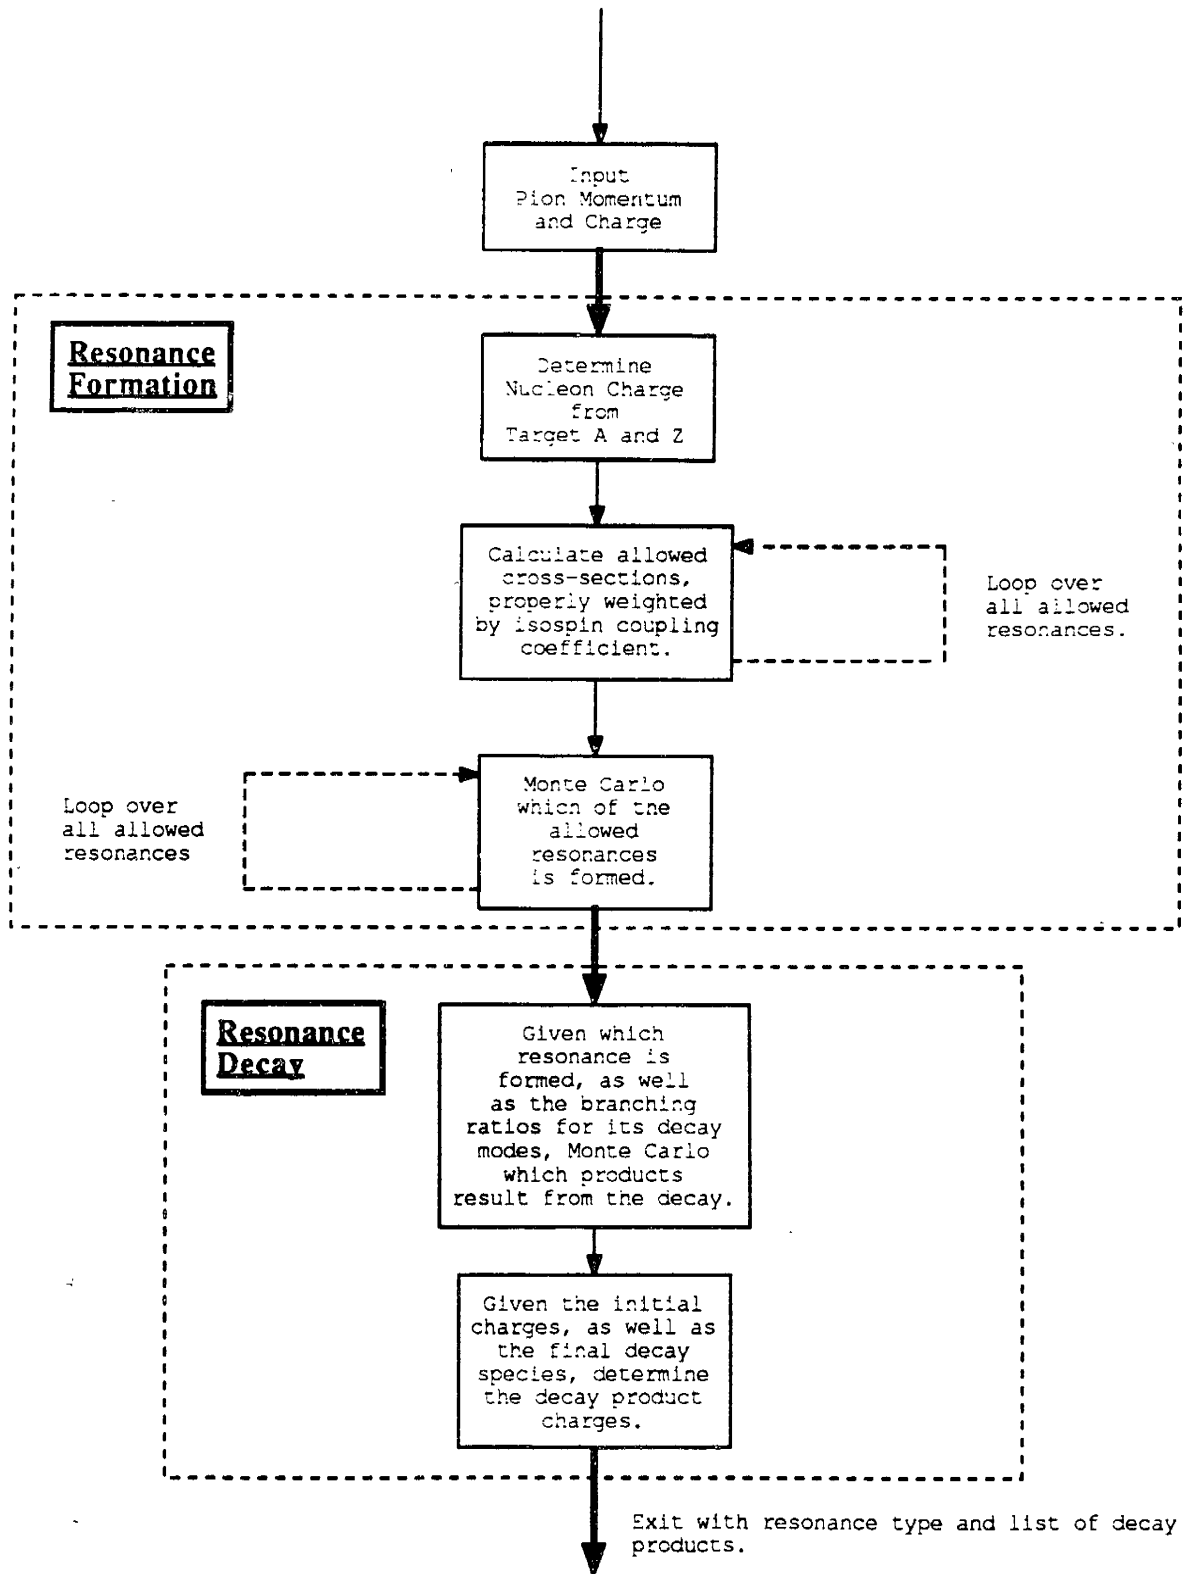 Input
Pion Momentum
and Charge
Resonance
Formation
Determine
Nucleon Charge
from
Target A and Z
Calculate allowed
cross-sections,
properly weighted
by isospin coupling
coefficient.
Loop over
all allowed
resonances.
Loop over
all allowed
resonances
Monte Carlo
which of the
allowed
resonances
is formed.
Resonance
Decay
Given which
resonance is
formed, as well
as the branching
ratios for its decay
modes, Monte Carlo
which products
result from the decay.
Given the initial
charges, as well as
the final decay
species, determine
the decay product
charges.
Exit with resonance type and list of decay
products.